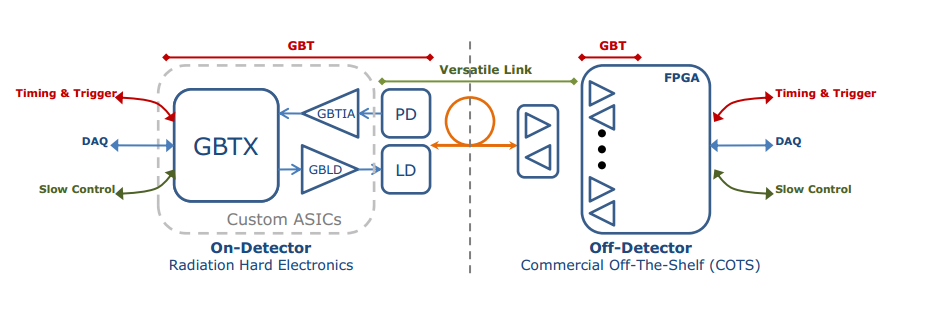 GBT
GBT
Versatile Link
FPGA
Timing & Trigger
GBTIA
PD
Timing & Trigger
DAQ
GBTX
DAQ
GBLD
LD
Slow Control
Slow Control
Custom ASICs
On-Detector
Radiation Hard Electronics
Off-Detector
Commercial Off-The-Shelf (COTS)